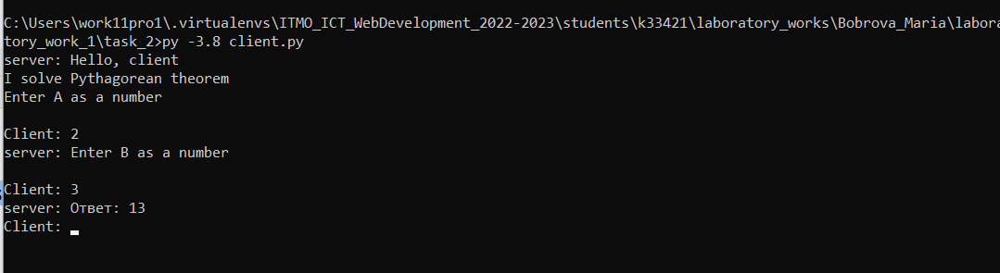 C:\Users\work11pro1\.virtualenvs\ITMO_ICT_WebDevelopment_2022-2023\students\k33421\laboratory_works\Bobrova_Maria\labora
tory_work_1\task_2>py -3.8 client.py
server: Hello, client
I solve Pythagorean theorem
Enter A as a number
Client: 2
server: Enter B as a number
Client: 3
server: Ответ: 13
Client: